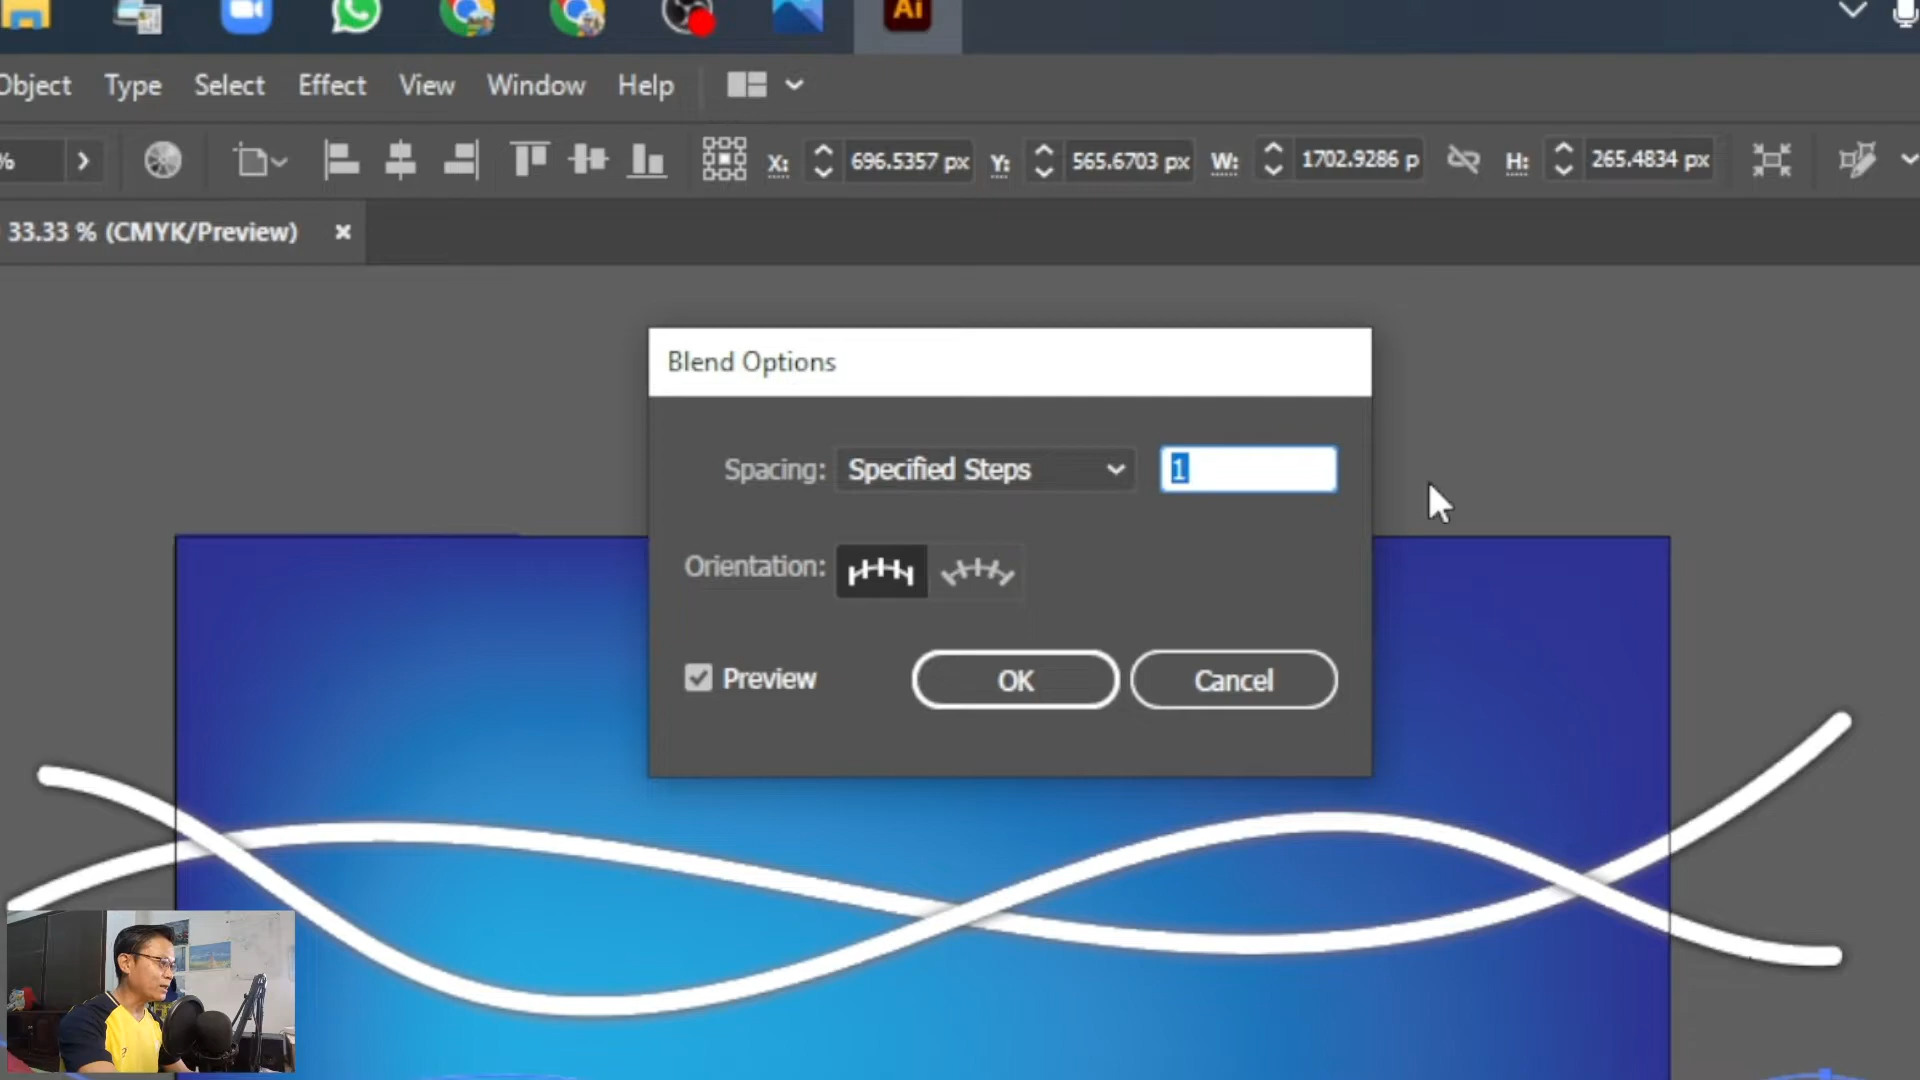 Ai
Object Type Select Effect View Window Help
% X: 696.5357 px Y: 565.6703 px W: 1702.9286 p H: 265.4834 px
33.33 % (CMYK/Preview) ×
Blend Options
Spacing: Specified Steps 1
Orientation:
Preview OK Cancel